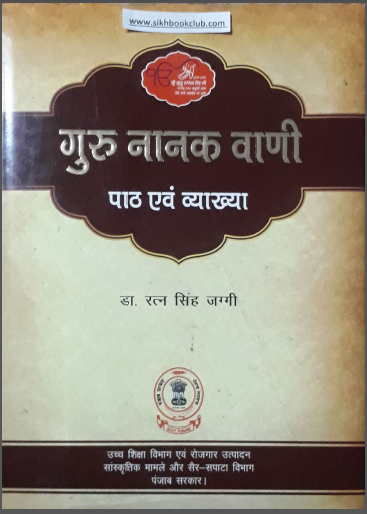 www.sikhbookclub.com
गुरु नानक वाणी
पाठ एवं व्याख्या
डा. रत्न सिंह जग्गी
उच्च शिक्षा विभाग एवं रोजगार उत्पादन
सांस्कृतिक मामले और सैर-सपाटा विभाग
पंजाब सरकार।